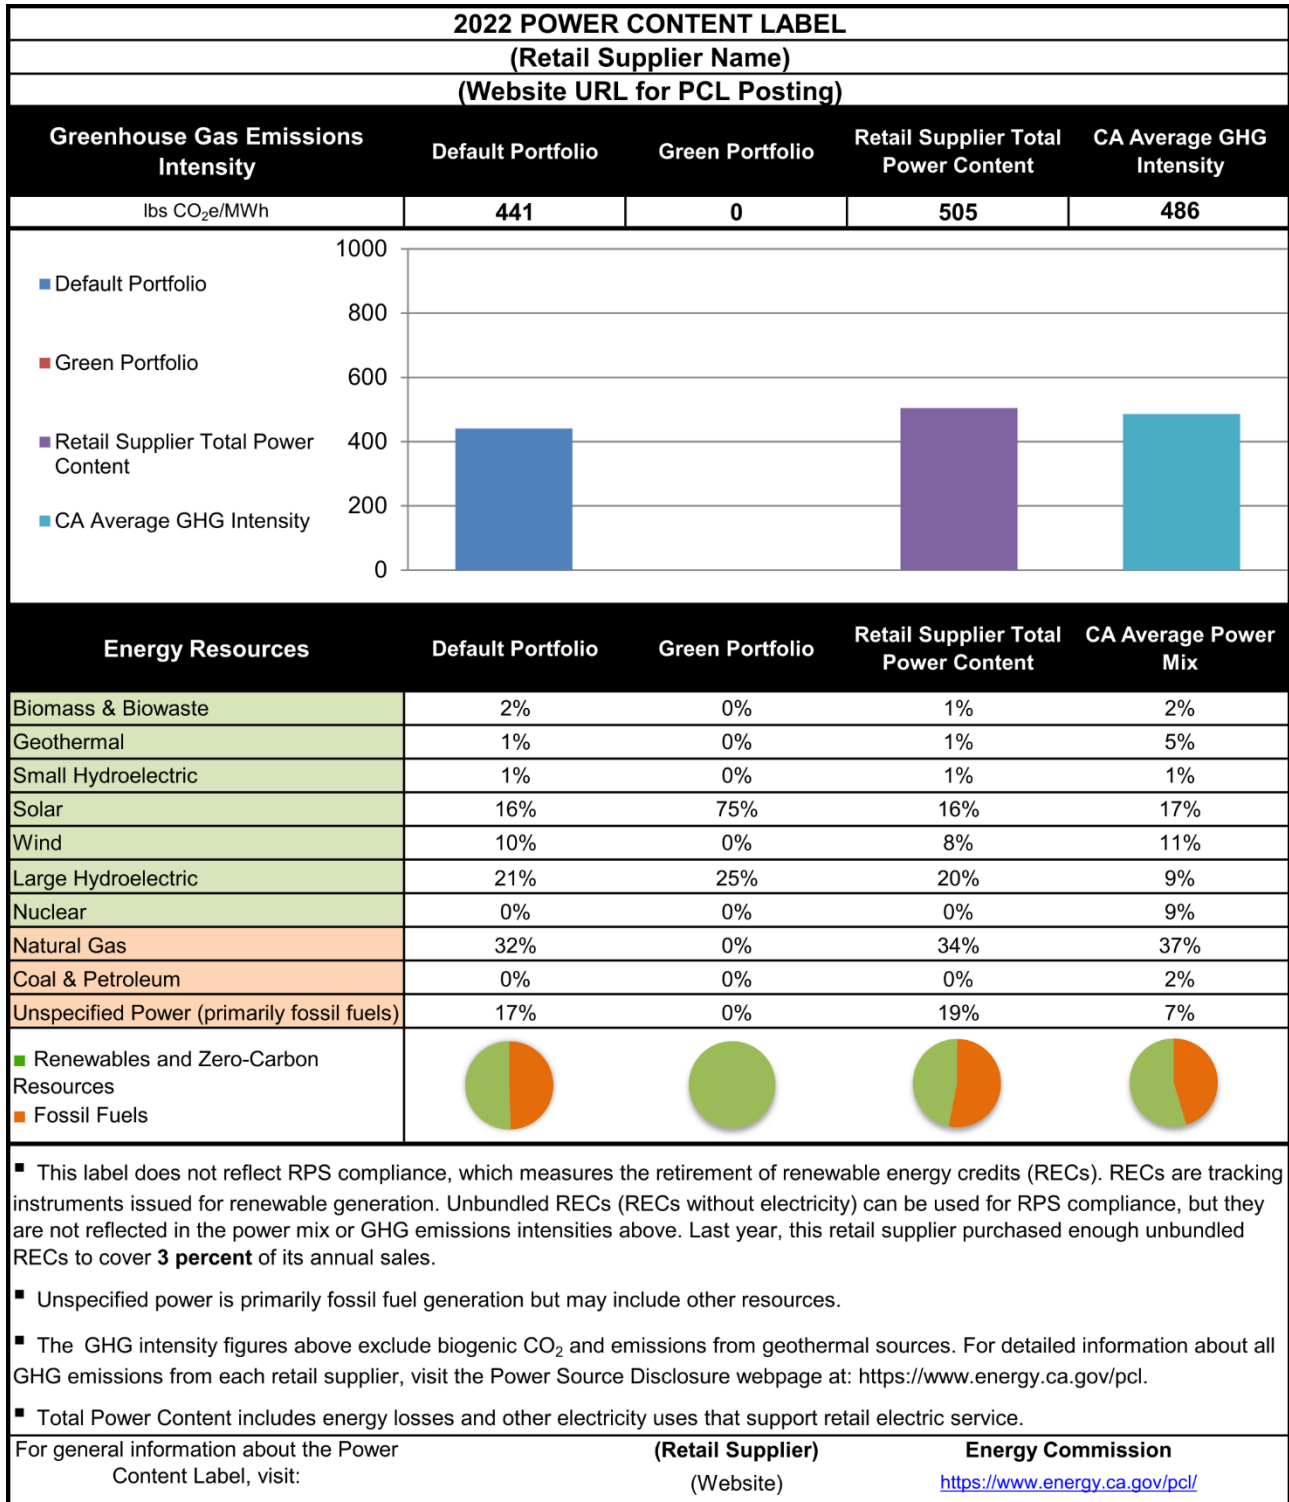 2022 POWER CONTENT LABEL
(Retail Supplier Name)
(Website URL for PCL Posting)
Greenhouse Gas Emissions Intensity Default Portfolio Green Portfolio Retail Supplier Total Power Content CA Average GHG Intensity
lbs CO₂e/MWh 441 0 505 486
1000
800
600
400
200
0
Default Portfolio
Green Portfolio
Retail Supplier Total Power
Content
CA Average GHG Intensity
Energy Resources Default Portfolio Green Portfolio Retail Supplier Total Power Content CA Average Power Mix
Biomass & Biowaste 2% 0% 1% 2%
Geothermal 1% 0% 1% 5%
Small Hydroelectric 1% 0% 1% 1%
Solar 16% 75% 16% 17%
Wind 10% 0% 8% 11%
Large Hydroelectric 21% 25% 20% 9%
Nuclear 0% 0% 0% 9%
Natural Gas 32% 0% 34% 37%
Coal & Petroleum 0% 0% 0% 2%
Unspecified Power (primarily fossil fuels) 17% 0% 19% 7%
Renewables and Zero-Carbon
Resources
Fossil Fuels
▪ This label does not reflect RPS compliance, which measures the retirement of renewable energy credits (RECs). RECs are tracking
instruments issued for renewable generation. Unbundled RECs (RECs without electricity) can be used for RPS compliance, but they
are not reflected in the power mix or GHG emissions intensities above. Last year, this retail supplier purchased enough unbundled
RECs to cover 3 percent of its annual sales.
▪ Unspecified power is primarily fossil fuel generation but may include other resources.
▪ The GHG intensity figures above exclude biogenic CO₂ and emissions from geothermal sources. For detailed information about all
GHG emissions from each retail supplier, visit the Power Source Disclosure webpage at: https://www.energy.ca.gov/pcl.
▪ Total Power Content includes energy losses and other electricity uses that support retail electric service.
For general information about the Power
Content Label, visit:
(Retail Supplier)
(Website)
Energy Commission
https://www.energy.ca.gov/pcl/